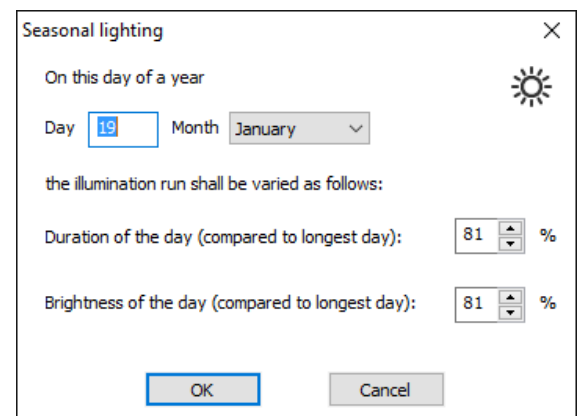 Seasonal lighting
On this day of a year
Day 19 Month January
the illumination run shall be varied as follows:
Duration of the day (compared to longest day): 81 %
Brightness of the day (compared to longest day): 81 %
OK Cancel